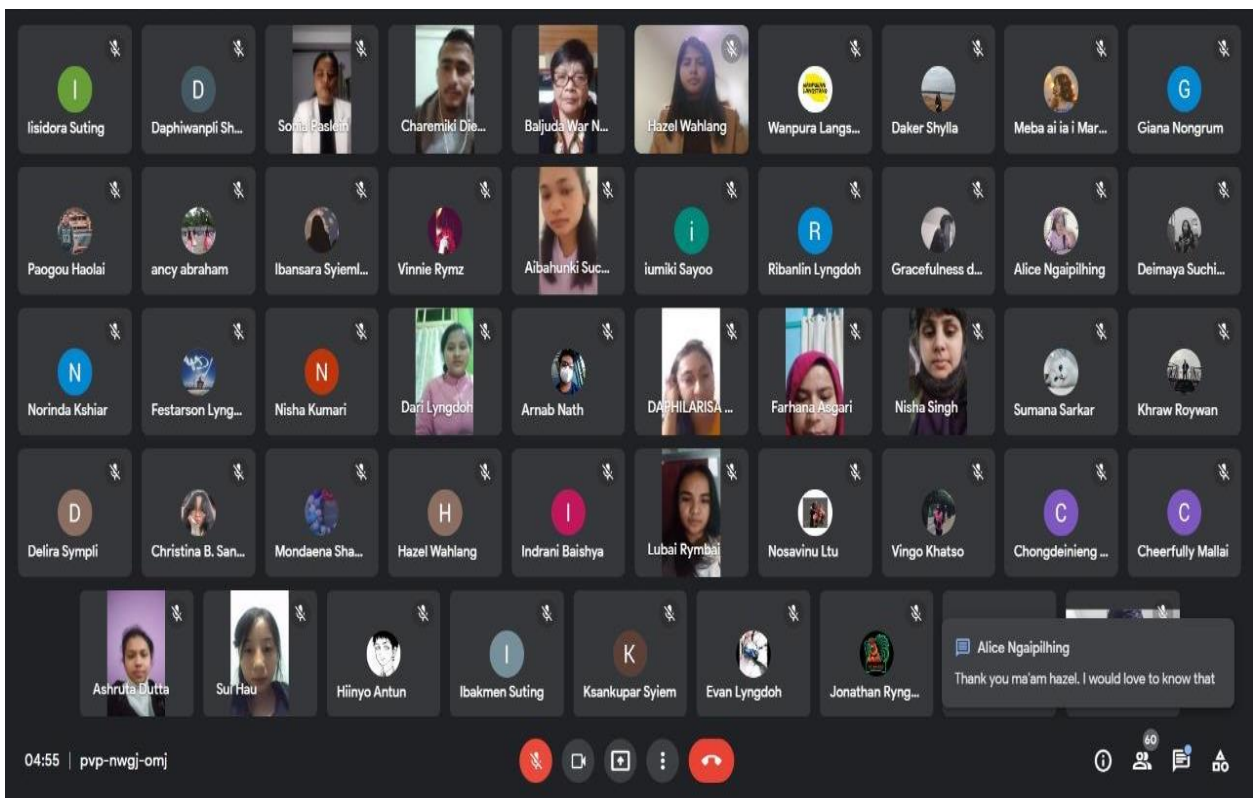 I
Iisidora Suting
D
Daphiwanpli Sh...
Sonia Paslein
Charemiki Die...
Baljuda War N...
Hazel Wahlang
Wanpura Langs...
Daker Shylla
Meba ai ia i Mar...
G
Giana Nongrum
Paogou Haolai
ancy abraham
Ibansara Syieml...
Vinnie Rymz
Aibahunki Suc...
i
iumiki Sayoo
R
Ribanlin Lyngdoh
Gracefulness d...
Alice Ngaipilhing
Deimaya Suchi...
N
Norinda Kshiar
Festarson Lyng...
N
Nisha Kumari
Dari Lyngdoh
Arnab Nath
DAPHILARISA ...
Farhana Asgari
Nisha Singh
Sumana Sarkar
Khraw Roywan
D
Delira Sympli
Christina B. San...
Mondaena Sha...
H
Hazel Wahlang
I
Indrani Baishya
Lubai Rymbai
Nosavinu Ltu
Vingo Khatso
C
Chongdeinieng ...
C
Cheerfully Mallai
Ashruta Dutta
Sui Hau
Hiinyo Antun
I
Ibakmen Suting
K
Ksankupar Syiem
Evan Lyngdoh
Jonathan Ryng...
Alice Ngaipilhing
Thank you ma'am hazel, I would love to know that
04:55 | pvp-nwgj-omj
60